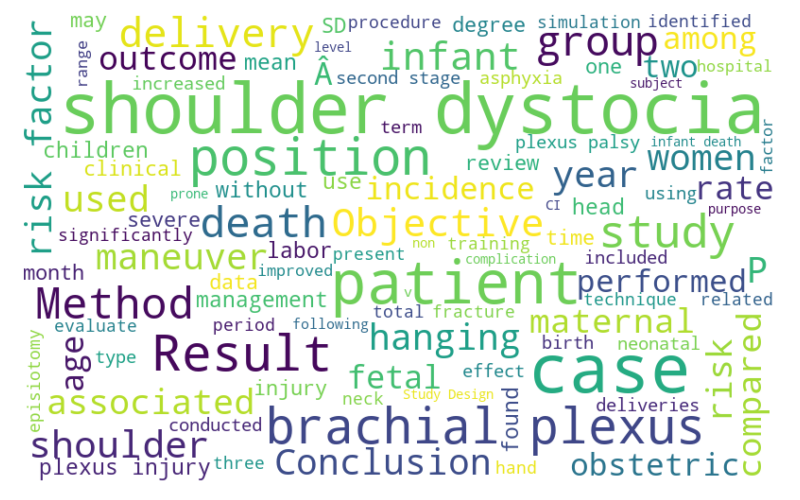 may
delivery
SD
procedure
degree
simulation
identified
risk factor
range
outcome
mean
level
Â
infant
second stage
asphyxia
group
one
two
among
hospital
increased
shoulder dystocia
subject
term
children
clinical
position
review
plexus palsy
infant death
factor
women
year
used
prone
without
use
incidence
CI
using
rate
purpose
severe
death
Objective
head
study
significantly
maneuver
labor
present
non
training
time
included
month
data
improved
complication
patient
performed
P
Method
management
v
technique
related
evaluate
type
period
following
total
fracture
maternal
age
Result
hanging
birth
neonatal
risk
compared
episiotomy
associated
injury
fetal
effect
case
neck
Study Design
deliveries
shoulder
conducted
brachial plexus
found
plexus injury
three
Conclusion
hand
obstetric